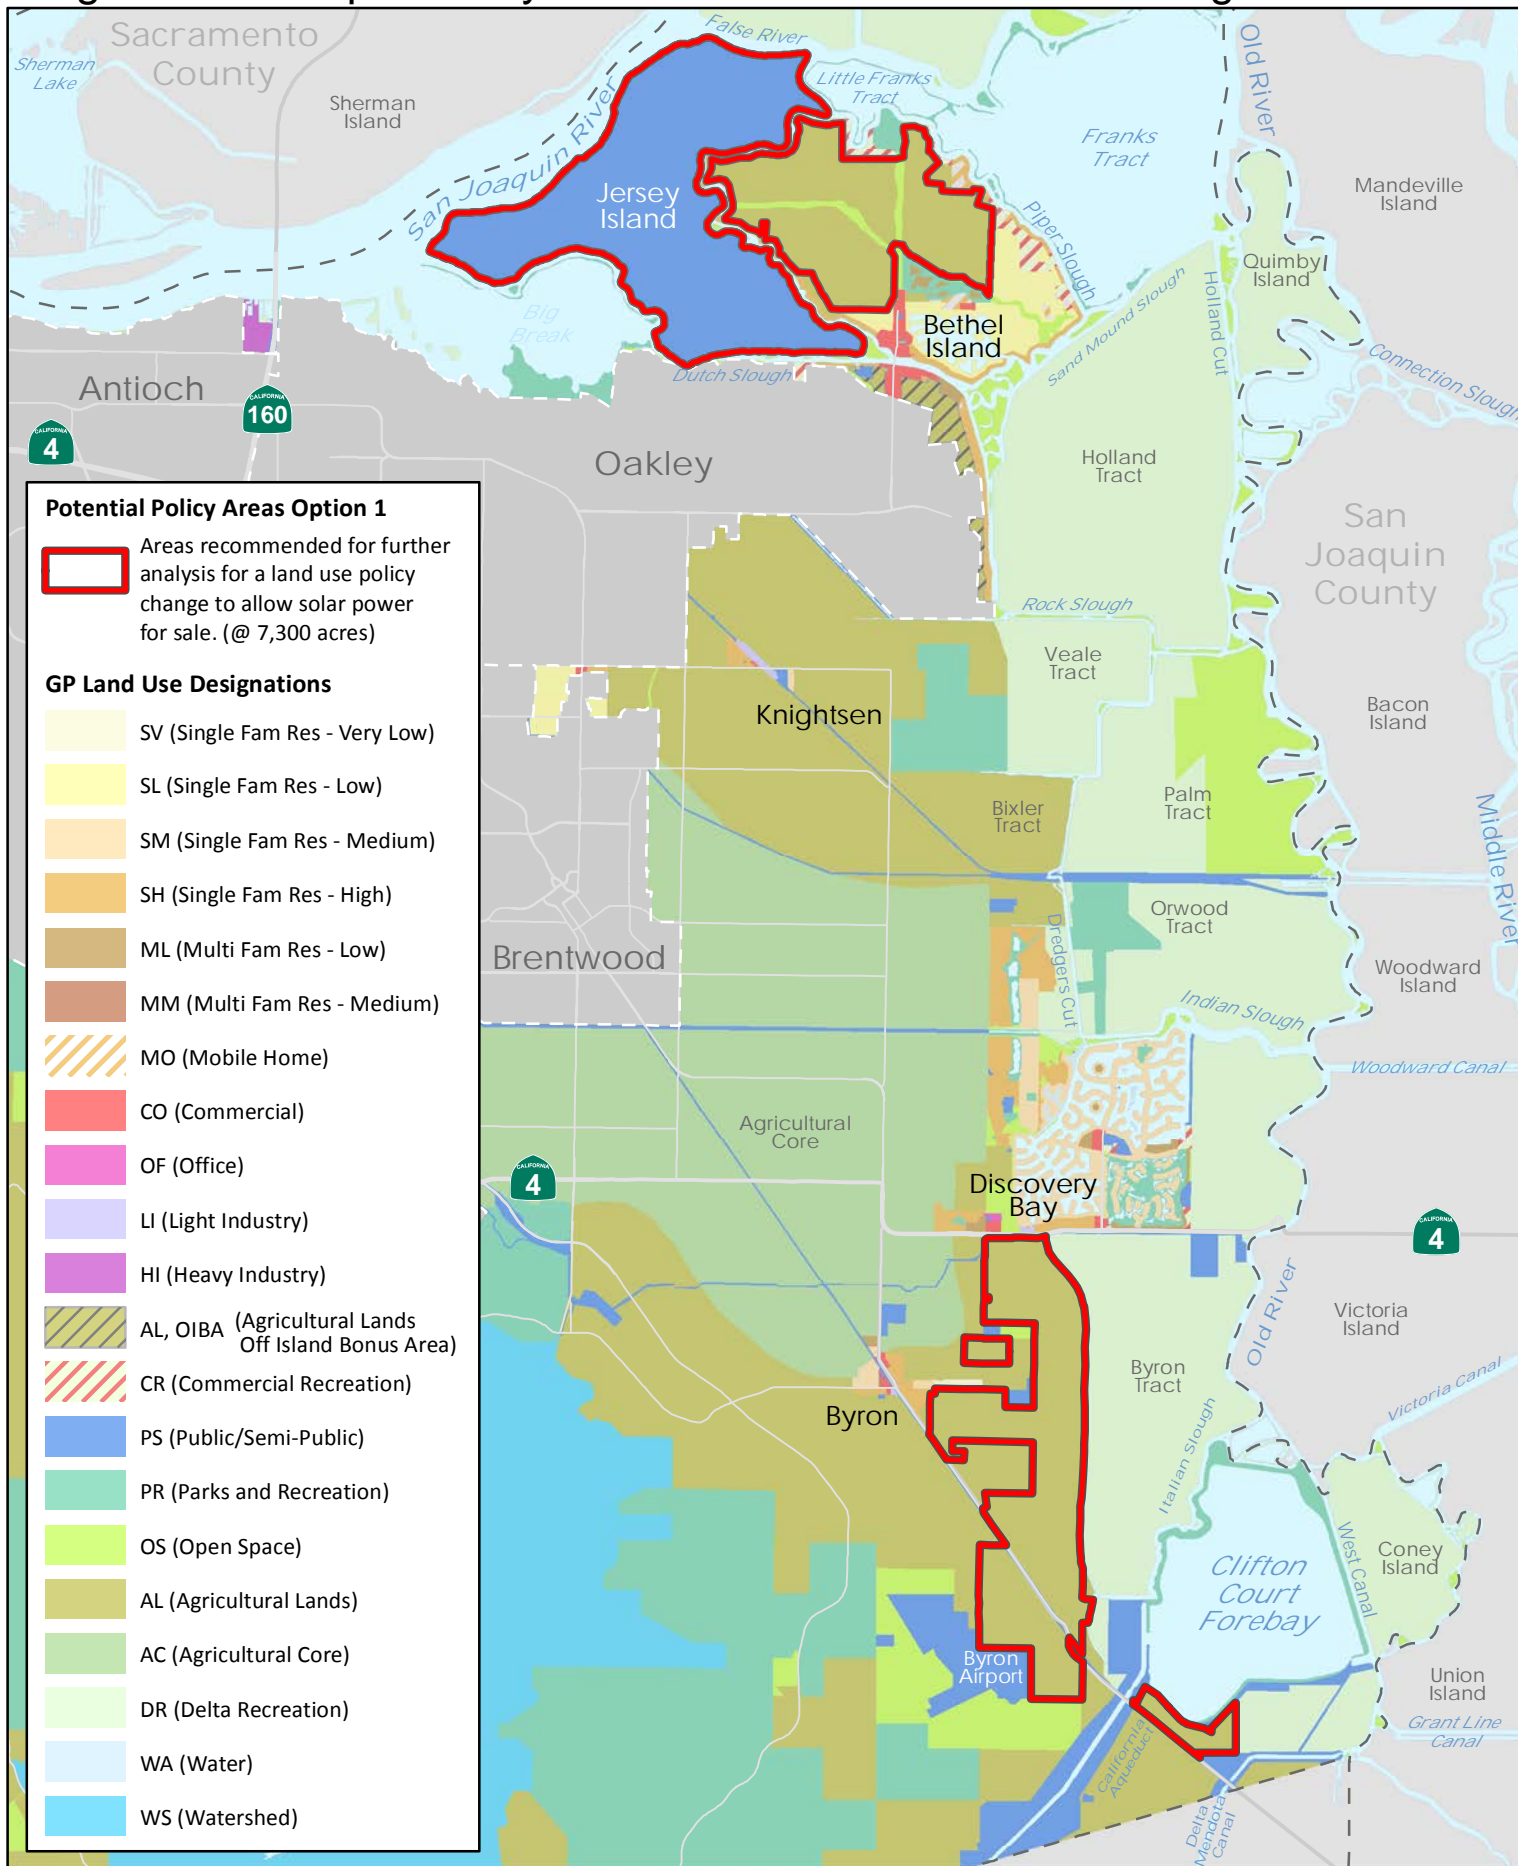 Sacramento
County
Sherman
Lake
Sherman
Island
False River
Little Franks
Tract
San Joaquin River
Jersey
Island
Franks
Tract
Old River
Mandeville
Island
Piper Slough
Quimby
Island
Holland Cut
Sand Mound Slough
Connection Slough
Big
Break
Bethel
Island
Dutch Slough
Antioch
CALIFORNIA
160
CALIFORNIA
4
Oakley
Holland
Tract
San
Joaquin
County
Potential Policy Areas Option 1
Areas recommended for further
analysis for a land use policy
change to allow solar power
for sale. (@ 7,300 acres)
GP Land Use Designations
SV (Single Fam Res - Very Low)
SL (Single Fam Res - Low)
SM (Single Fam Res - Medium)
SH (Single Fam Res - High)
ML (Multi Fam Res - Low)
MM (Multi Fam Res - Medium)
MO (Mobile Home)
CO (Commercial)
OF (Office)
LI (Light Industry)
HI (Heavy Industry)
AL, OIBA (Agricultural Lands
Off Island Bonus Area)
CR (Commercial Recreation)
PS (Public/Semi-Public)
PR (Parks and Recreation)
OS (Open Space)
AL (Agricultural Lands)
AC (Agricultural Core)
DR (Delta Recreation)
WA (Water)
WS (Watershed)
Rock Slough
Veale
Tract
Knightsen
Bacon
Island
Bixler
Tract
Palm
Tract
Middle River
Orwood
Tract
Brentwood
Dredgers Cut
Woodward
Island
Indian Slough
Woodward Canal
Agricultural
Core
CALIFORNIA
4
Discovery
Bay
CALIFORNIA
4
Old River
Victoria
Island
Byron
Tract
Victoria Canal
Byron
Italian Slough
Clifton
Court
Forebay
West Canal
Coney
Island
Byron
Airport
Union
Island
Grant Line
Canal
California
Aqueduct
Delta
Mendota
Canal